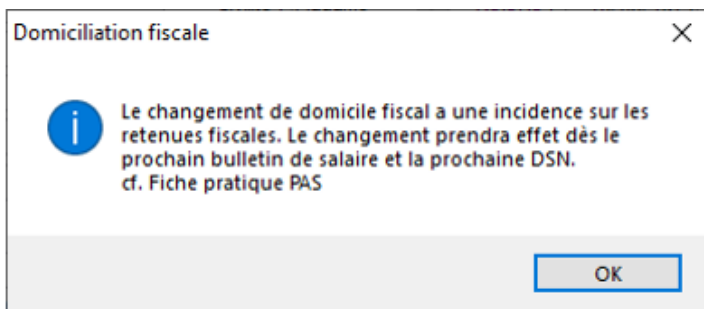 Domiciliation fiscale
Le changement de domicile fiscal a une incidence sur les
retenues fiscales. Le changement prendra effet dès le
prochain bulletin de salaire et la prochaine DSN.
cf. Fiche pratique PAS
OK